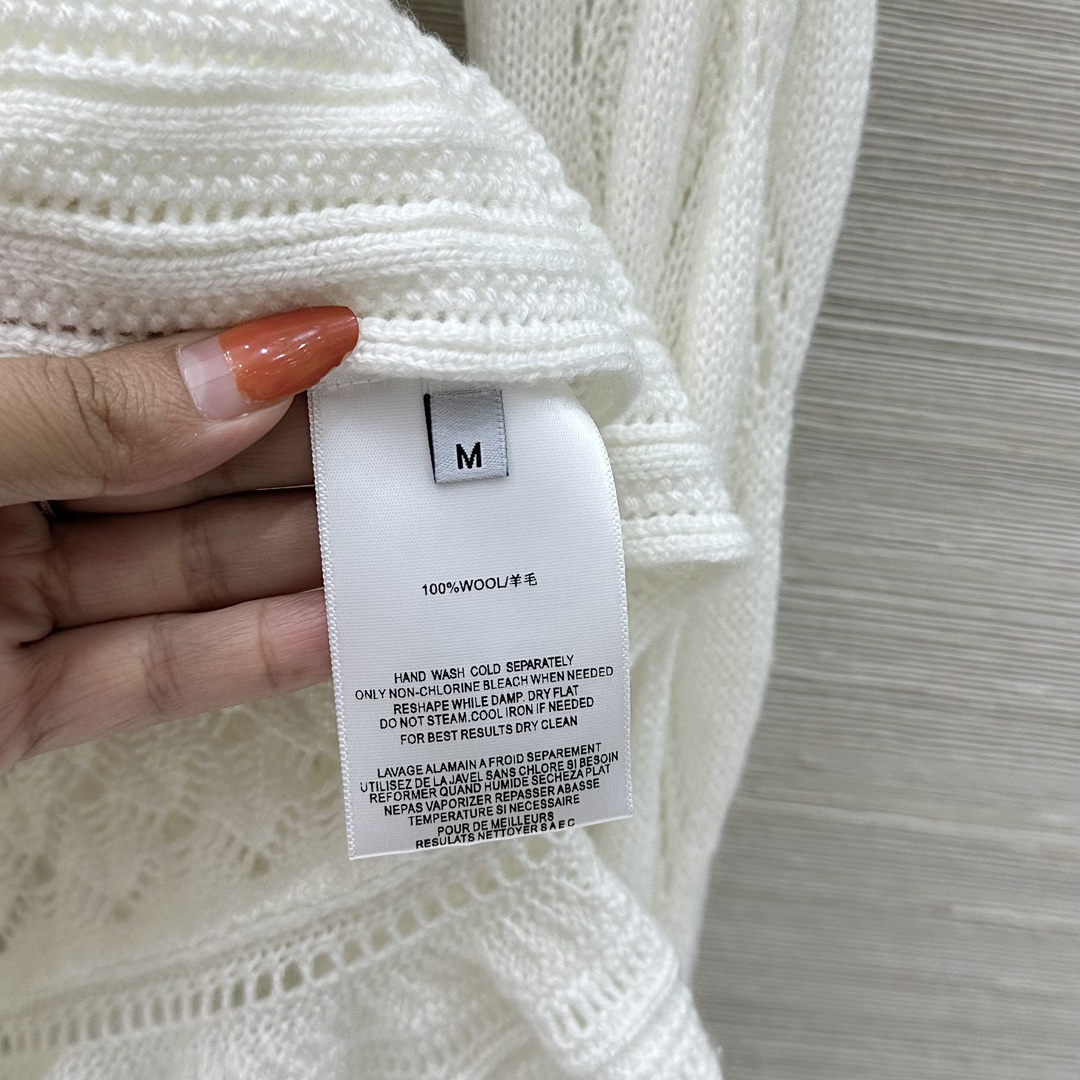 M
100%WOOL/羊毛
HAND WASH COLD SEPARATELY
ONLY NON-CHLORINE BLEACH WHEN NEEDED
RESHAPE WHILE DAMP. DRY FLAT
DO NOT STEAM.COOL IRON IF NEEDED
FOR BEST RESULTS DRY CLEAN
LAVAGE ALAMAIN A FROID SEPAREMENT
UTILISEZ DE LA JAVEL SANS CHLORE SI BESOIN
REFORMER QUAND HUMIDE SECHEZA PLAT
NEPAS VAPORIZER REPASSER ABASSE
TEMPERATURE SI NECESSAIRE
POUR DE MEILLEURS
RESULATS NETTOYER S A E C